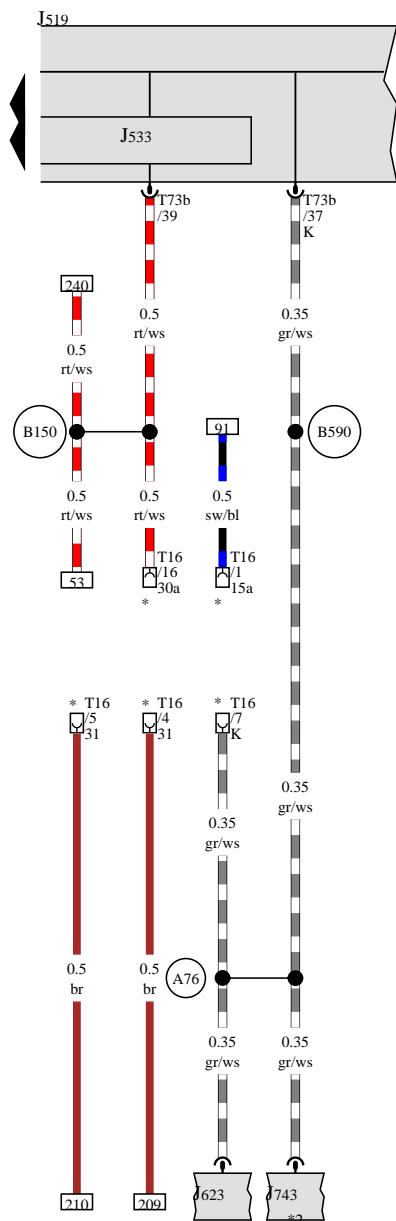 J519
J533
T73b
/39
T73b
/37
K
240
0.5
rt/ws
0.5
rt/ws
0.35
gr/ws
B150
91
B590
0.5
rt/ws
0.5
rt/ws
0.5
sw/bl
53
T16
/16
30a
*
T16
/1
15a
*
* T16
/5
31
* T16
/4
31
* T16
/7
K
0.35
gr/ws
0.35
gr/ws
0.5
br
0.5
br
A76
0.35
gr/ws
0.35
gr/ws
210
209
J623
J743
*2